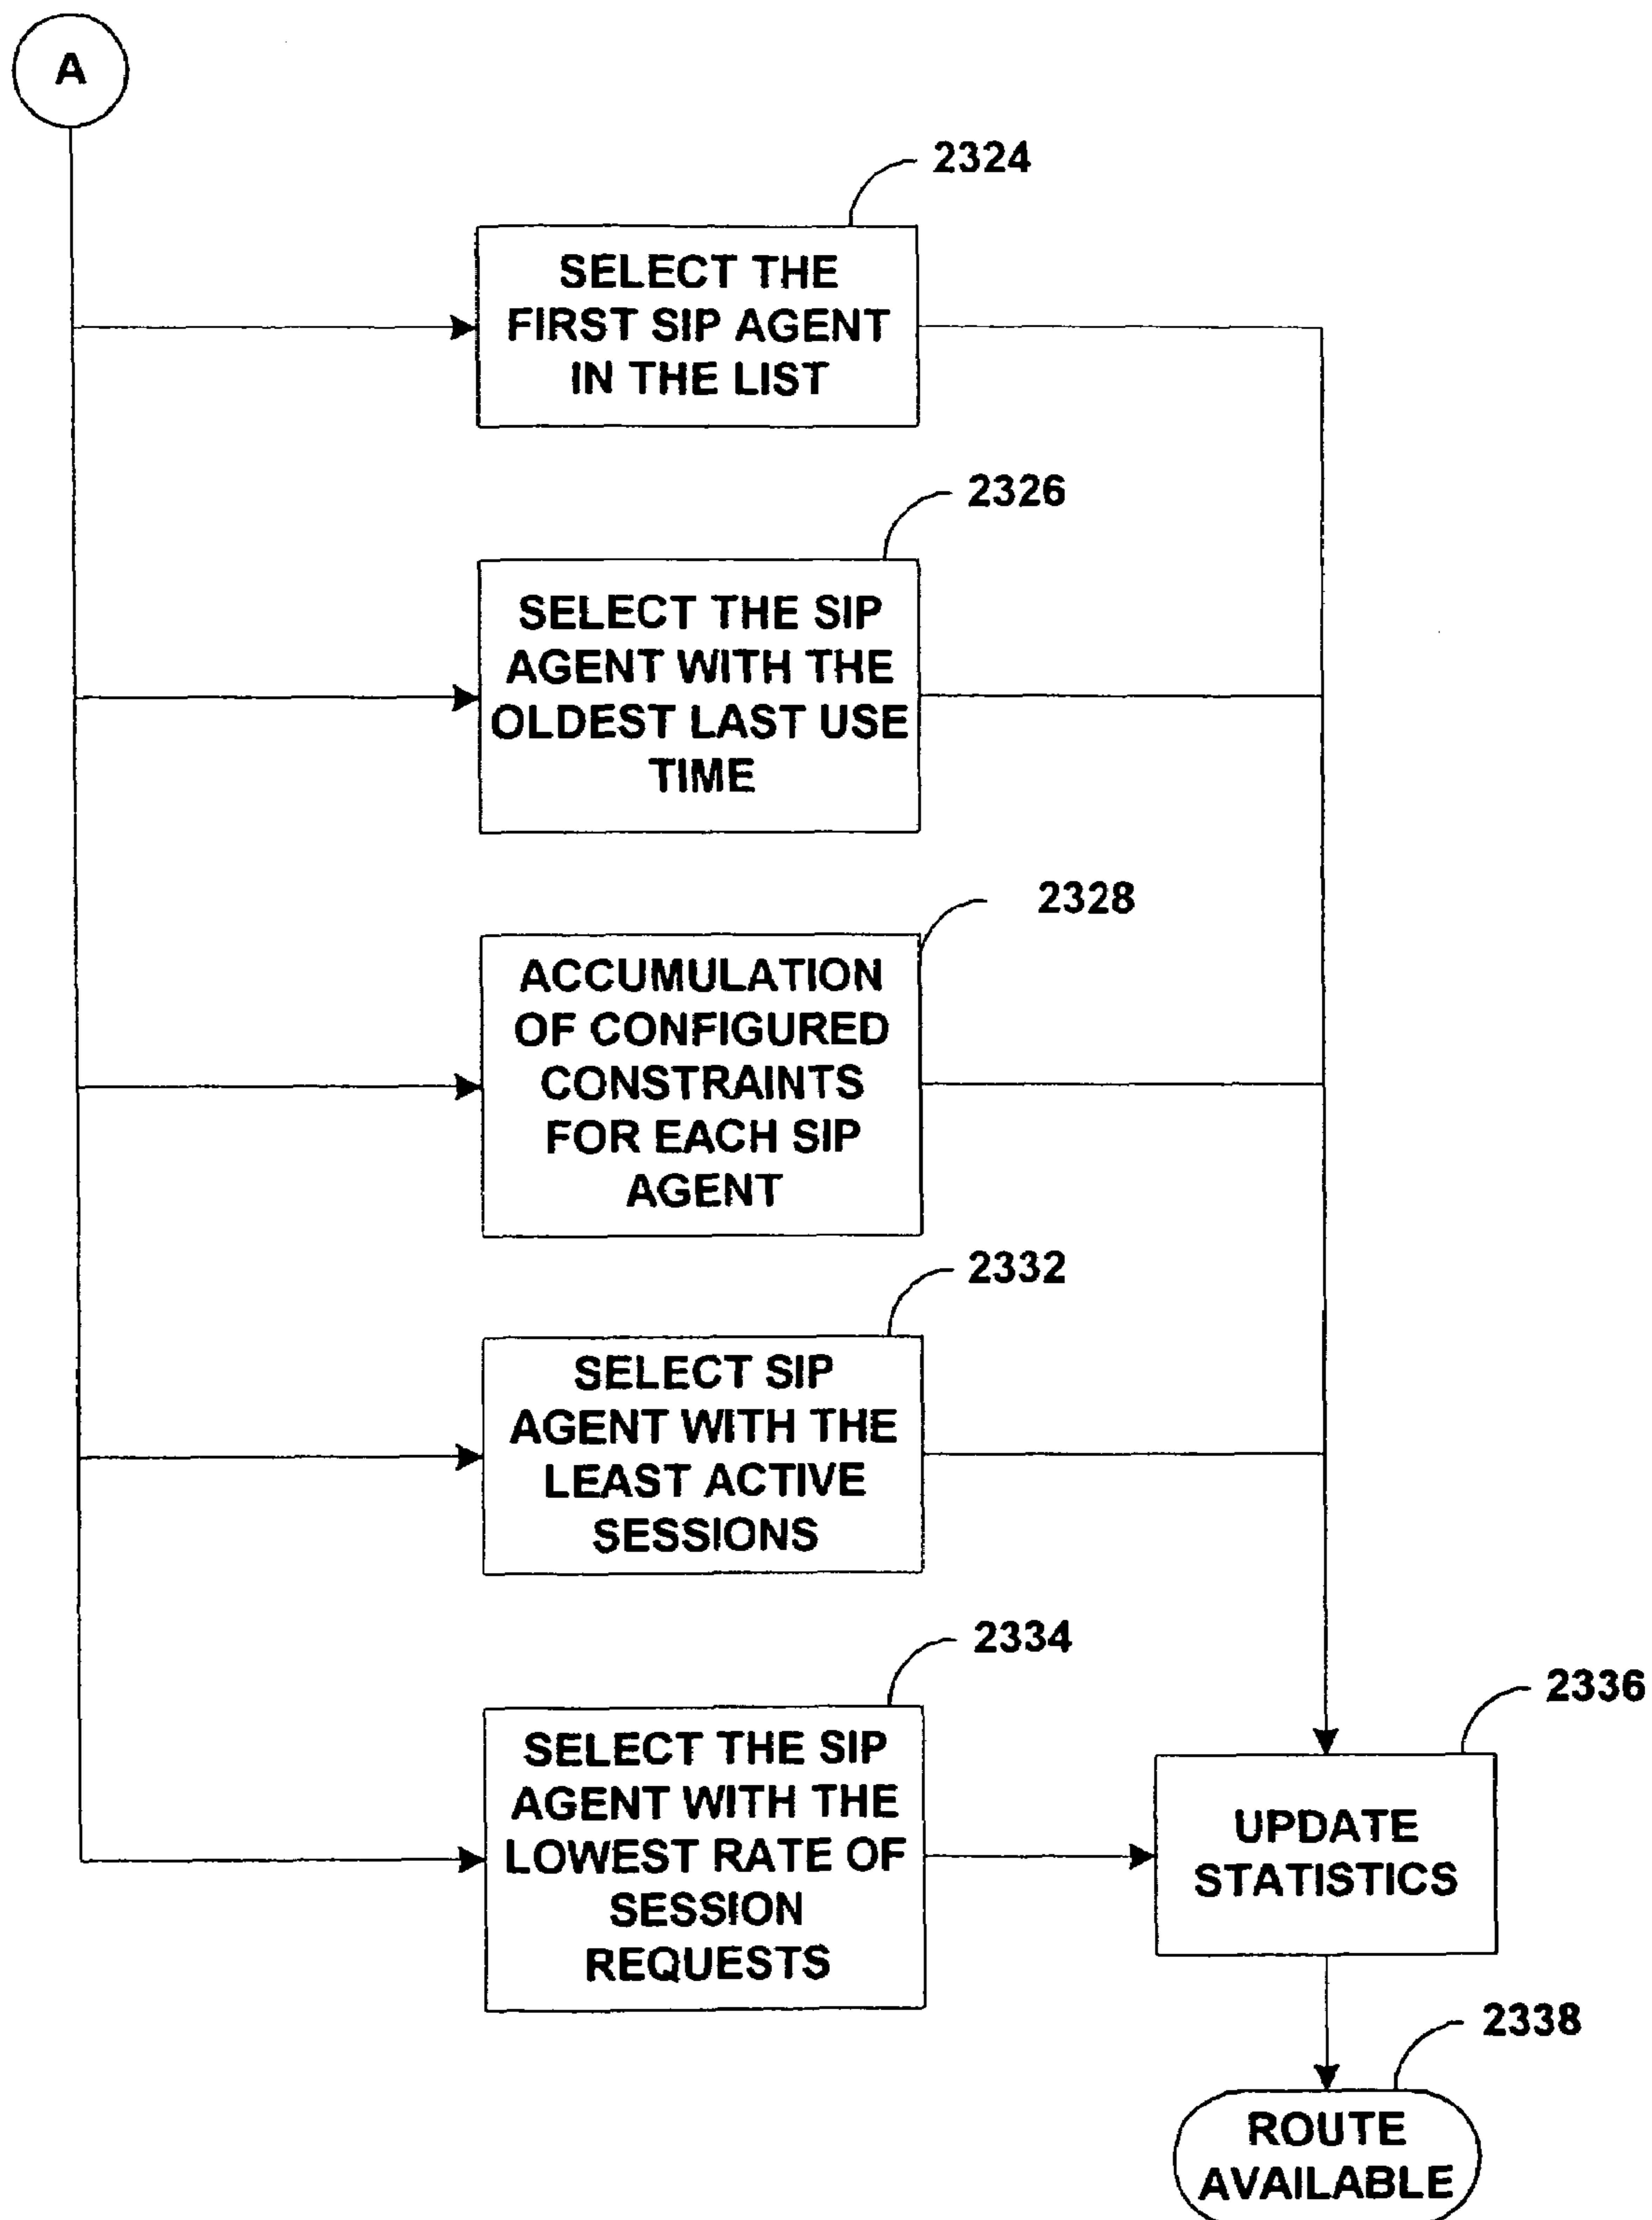 A
2324
SELECT THE
FIRST SIP AGENT
IN THE LIST
2326
SELECT THE SIP
AGENT WITH THE
OLDEST LAST USE
TIME
2328
ACCUMULATION
OF CONFIGURED
CONSTRAINTS
FOR EACH SIP
AGENT
2332
SELECT SIP
AGENT WITH THE
LEAST ACTIVE
SESSIONS
2334
SELECT THE SIP
AGENT WITH THE
LOWEST RATE OF
SESSION
REQUESTS
2336
UPDATE
STATISTICS
2338
ROUTE
AVAILABLE